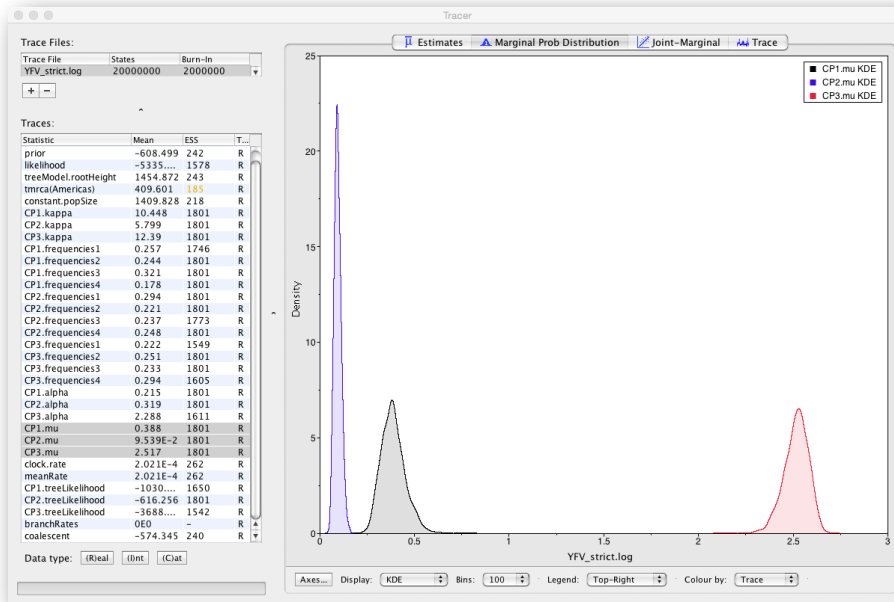 Tracer
Trace Files:
Trace File States Burn-In
YFV_strict.log 20000000 2000000
+ −
Traces:
Statistic Mean ESS T...
prior -608.499 242 R
likelihood -5335.... 1578 R
treeModel.rootHeight 1454.872 243 R
tmrca(Americas) 409.601 185 R
constant.popSize 1409.828 218 R
CP1.kappa 10.448 1801 R
CP2.kappa 5.799 1801 R
CP3.kappa 12.39 1801 R
CP1.frequencies1 0.257 1746 R
CP1.frequencies2 0.244 1801 R
CP1.frequencies3 0.321 1801 R
CP1.frequencies4 0.178 1801 R
CP2.frequencies1 0.294 1801 R
CP2.frequencies2 0.221 1801 R
CP2.frequencies3 0.237 1773 R
CP2.frequencies4 0.248 1801 R
CP3.frequencies1 0.222 1549 R
CP3.frequencies2 0.251 1801 R
CP3.frequencies3 0.233 1801 R
CP3.frequencies4 0.294 1605 R
CP1.alpha 0.215 1801 R
CP2.alpha 0.319 1801 R
CP3.alpha 2.288 1611 R
CP1.mu 0.388 1801 R
CP2.mu 9.539E-2 1801 R
CP3.mu 2.517 1801 R
clock.rate 2.021E-4 262 R
meanRate 2.021E-4 262 R
CP1.treeLikelihood -1030.... 1650 R
CP2.treeLikelihood -616.256 1801 R
CP3.treeLikelihood -3688.... 1542 R
branchRates 0E0 - R
coalescent -574.345 240 R
Data type: (R)eal (I)nt (C)at
Estimates Marginal Prob Distribution Joint-Marginal Trace
CP1.mu KDE
CP2.mu KDE
CP3.mu KDE
25
20
15
10
5
0
Density
0 0.5 1 1.5 2 2.5 3
YFV_strict.log
Axes... Display: KDE Bins: 100 Legend: Top-Right Colour by: Trace